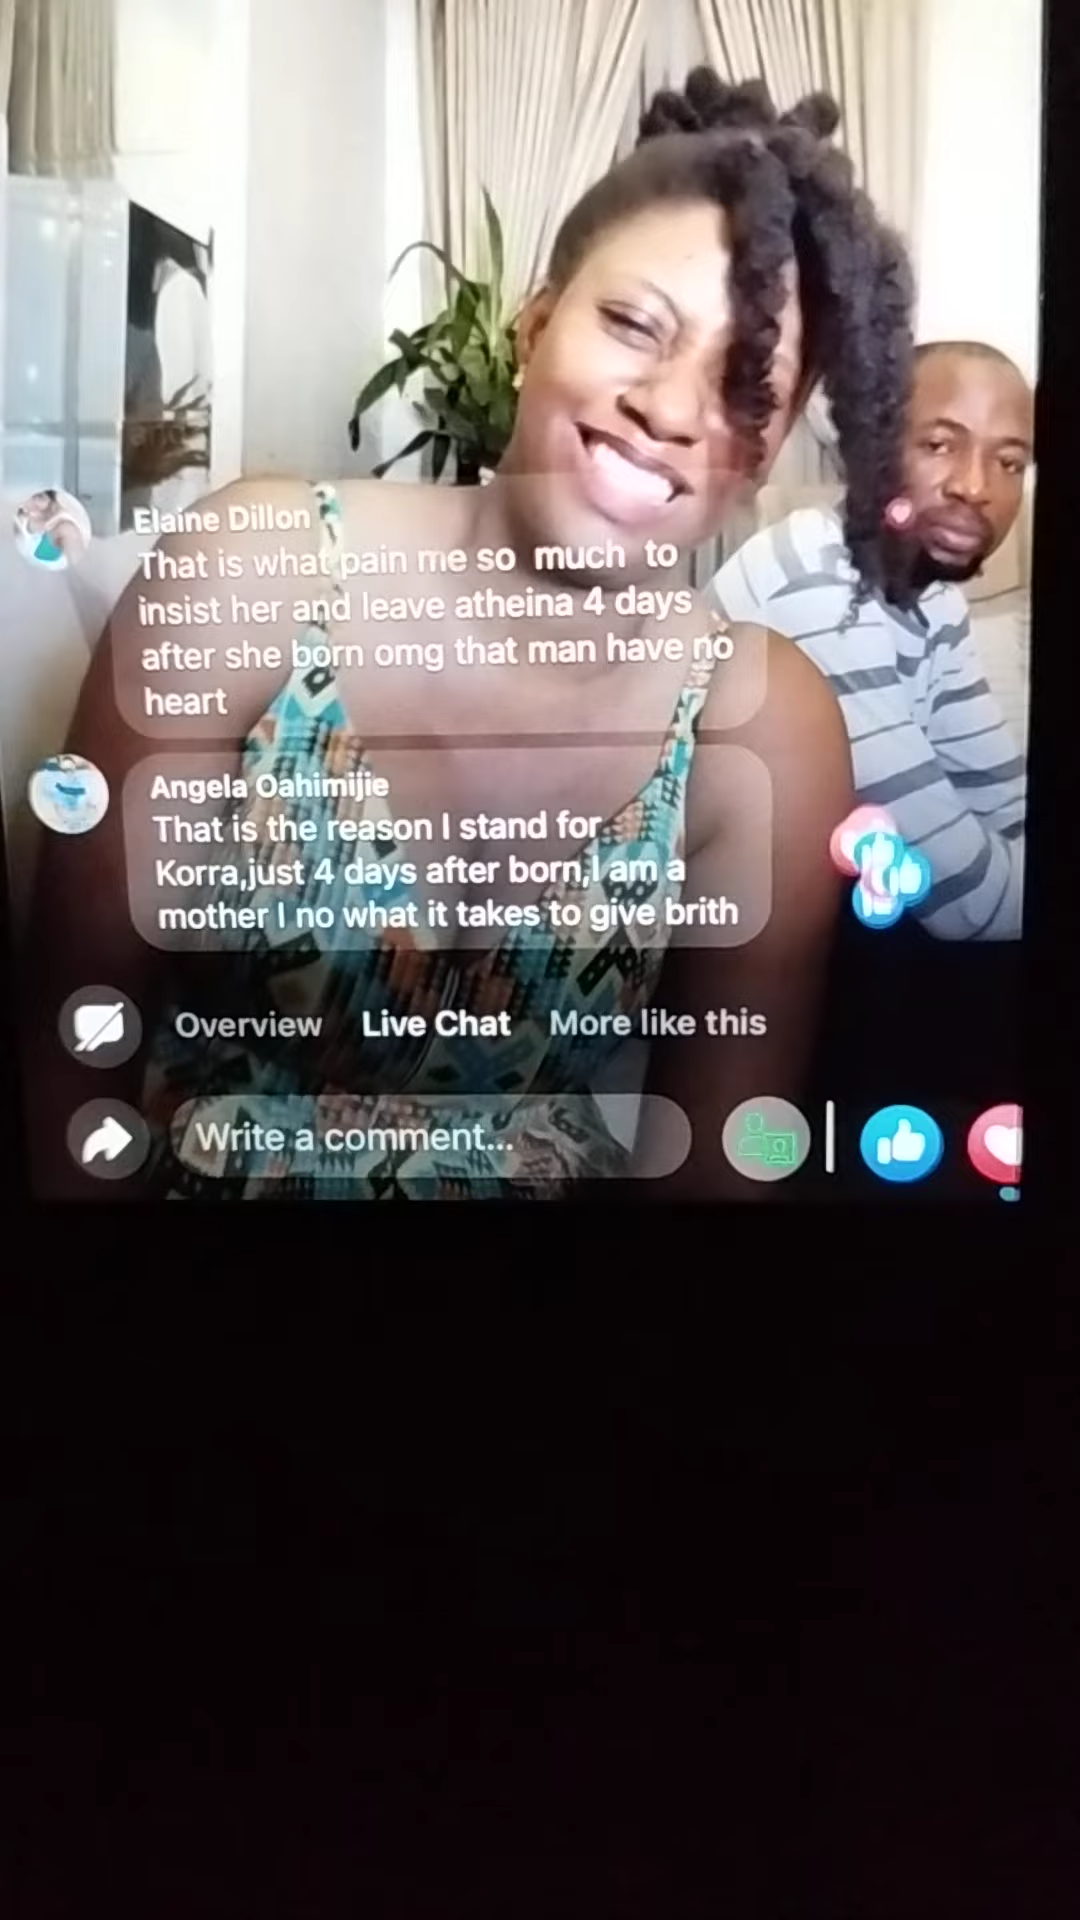 Elaine Dillon
That is what pain me so much to
insist her and leave atheina 4 days
after she born omg that man have no
heart
Angela Oahimijie
That is the reason I stand for
Korra,just 4 days after born,I am a
mother I no what it takes to give brith
Overview Live Chat More like this
Write a comment...